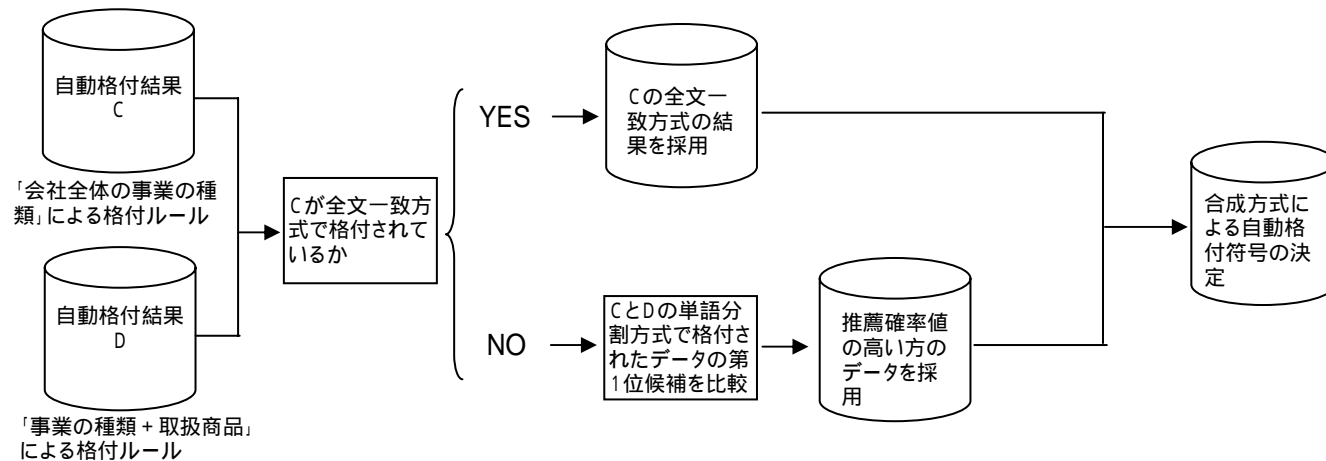 自動格付結果
C
「会社全体の事業の種
類」による格付ルール
自動格付結果
D
「事業の種類+取扱商品」
による格付ルール
Cが全文一致方
式で格付されて
いるか
YES
Cの全文一
致方式の結
果を採用
NO
CとDの単語分
割方式で格付さ
れたデータの第
1位候補を比較
推薦確率値
の高い方の
データを採
用
合成方式に
よる自動格
付符号の決
定